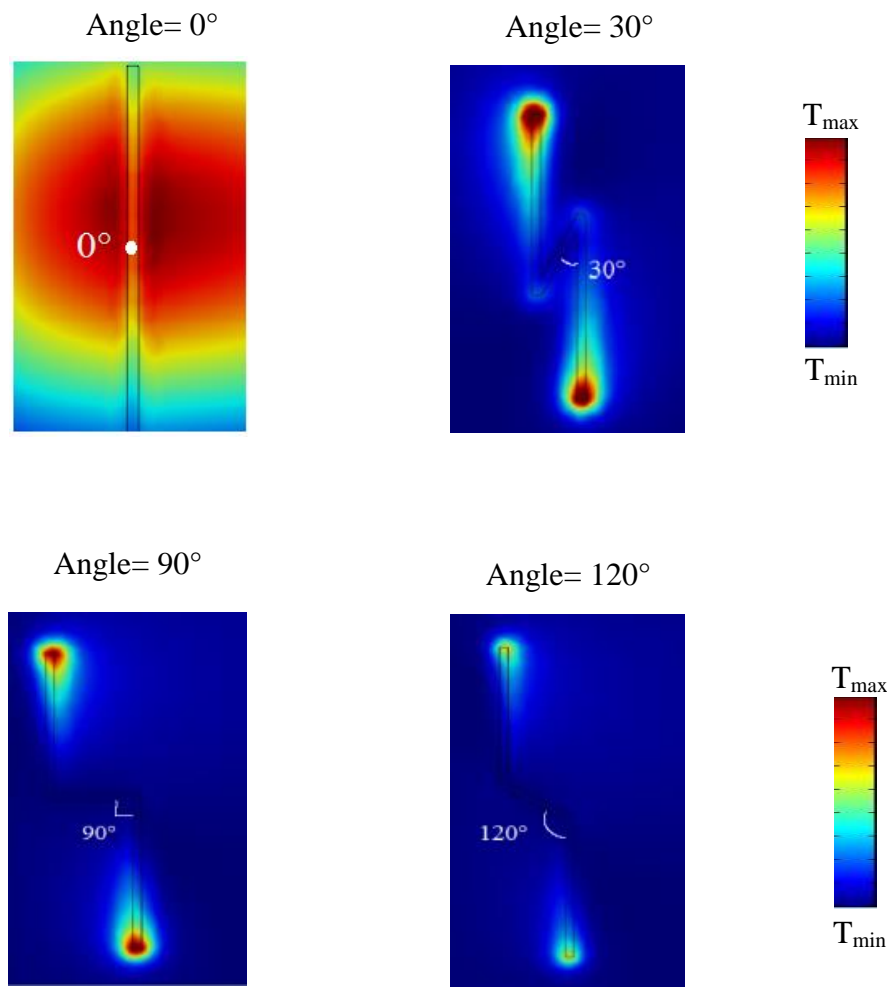 Angle= 0°
Angle= 30°
T_max
0°
30°
T_min
Angle= 90°
Angle= 120°
T_max
90°
120°
T_min